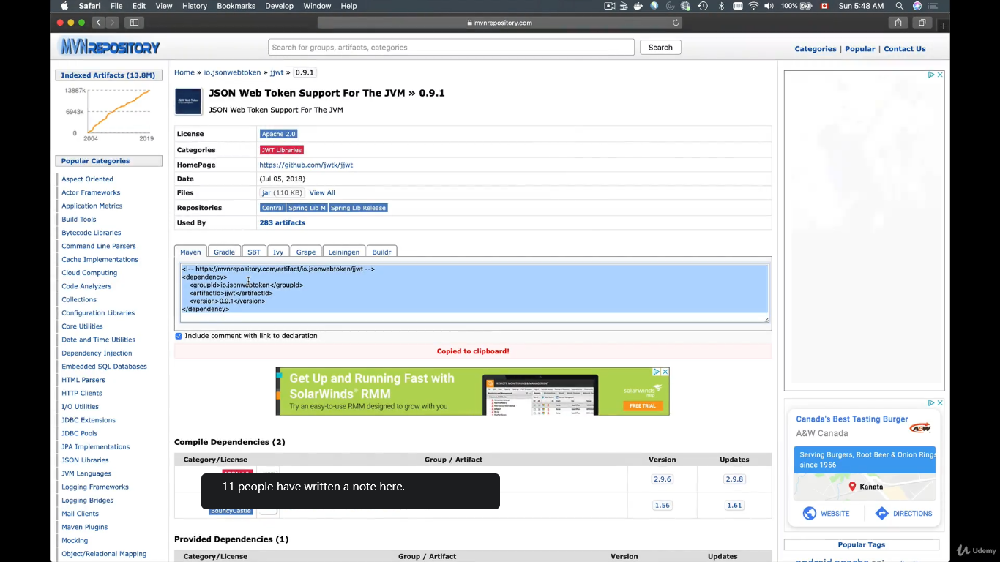 Safari File Edit View History Bookmarks Develop Window Help
100% Sun 5:48 AM
mvnrepository.com
MVNREPOSITORY
Search for groups, artifacts, categories
Search
Categories | Popular | Contact Us
Indexed Artifacts (13.8M)
13887k
6943k
0
2004 2019
Popular Categories
Aspect Oriented
Actor Frameworks
Application Metrics
Build Tools
Bytecode Libraries
Command Line Parsers
Cache Implementations
Cloud Computing
Code Analyzers
Collections
Configuration Libraries
Core Utilities
Date and Time Utilities
Dependency Injection
Embedded SQL Databases
HTML Parsers
HTTP Clients
I/O Utilities
JDBC Extensions
JDBC Pools
JPA Implementations
JSON Libraries
JVM Languages
Logging Frameworks
Logging Bridges
Mail Clients
Maven Plugins
Mocking
Object/Relational Mapping
Home » io.jsonwebtoken » jjwt » 0.9.1
JSON Web Token
JSON Web Token Support For The JVM » 0.9.1
JSON Web Token Support For The JVM
License Apache 2.0
Categories JWT Libraries
HomePage https://github.com/jwtk/jjwt
Date (Jul 05, 2018)
Files jar (110 KB) View All
Repositories Central Spring Lib M Spring Lib Release
Used By 283 artifacts
Maven Gradle SBT Ivy Grape Leiningen Buildr
<!-- https://mvnrepository.com/artifact/io.jsonwebtoken/jjwt -->
<dependency>
<groupId>io.jsonwebtoken</groupId>
<artifactId>jjwt</artifactId>
<version>0.9.1</version>
</dependency>
Include comment with link to declaration
Copied to clipboard!
Get Up and Running Fast with
SolarWinds® RMM
Try an easy-to-use RMM designed to grow with you
REMOTE MONITORING & MANAGEMENT
solarwinds
msp
FREE TRIAL
Compile Dependencies (2)
Category/License Group / Artifact Version Updates
2.9.6 2.9.8
BouncyCastle 1.56 1.61
11 people have written a note here.
Provided Dependencies (1)
Category/License Group / Artifact Version Updates
Canada's Best Tasting Burger
A&W Canada
A&W
Serving Burgers, Root Beer & Onion Rings
since 1956
Kanata
WEBSITE DIRECTIONS
Popular Tags
Udemy